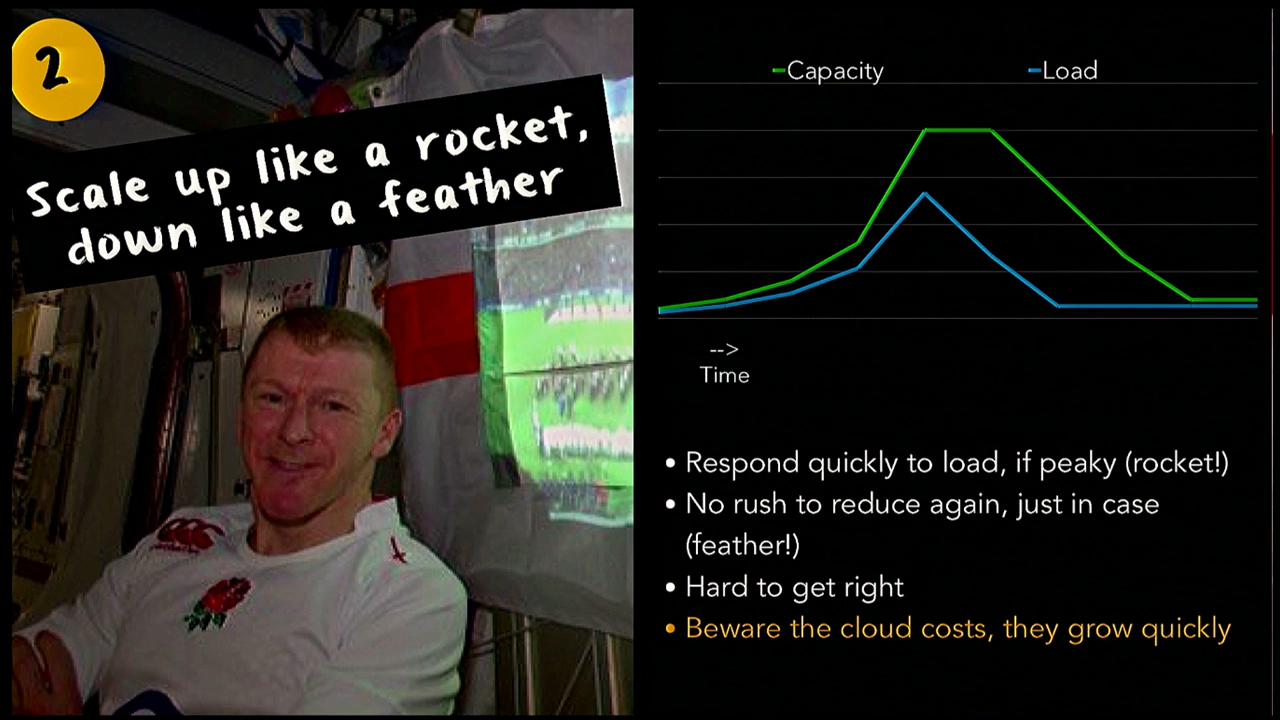 2
Scale up like a rocket,
down like a feather
Capacity
Load
-->
Time
• Respond quickly to load, if peaky (rocket!)
• No rush to reduce again, just in case
(feather!)
• Hard to get right
• Beware the cloud costs, they grow quickly